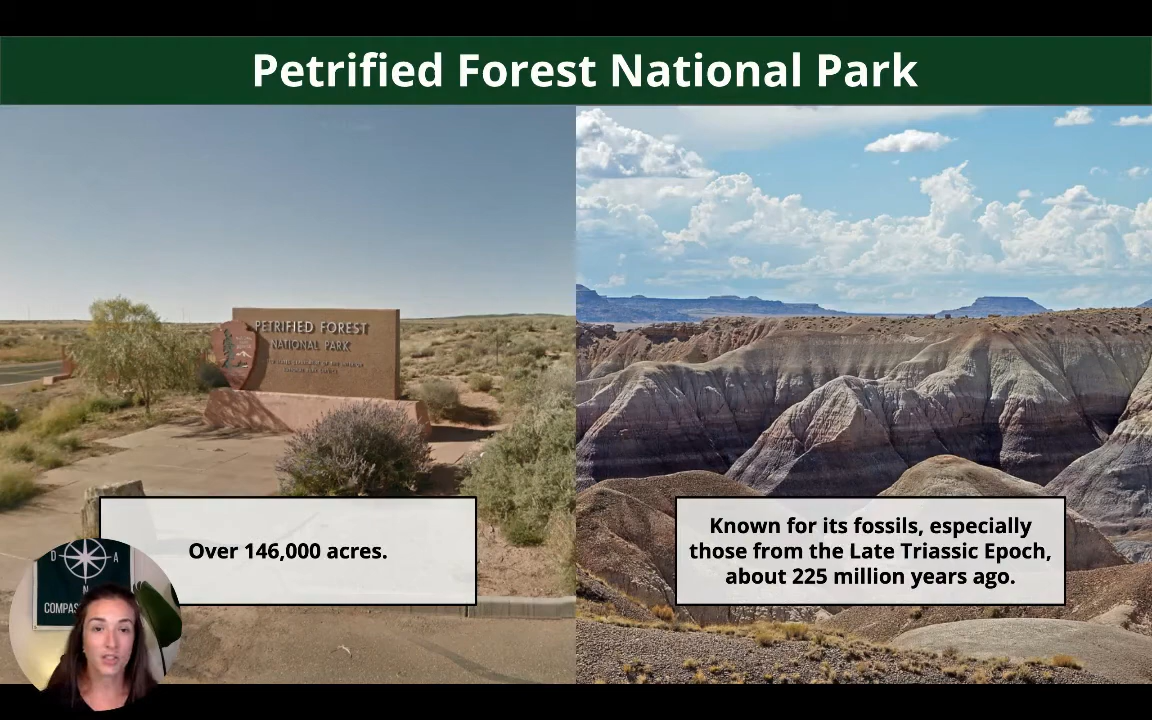 Petrified Forest National Park
PETRIFIED FOREST
NATIONAL PARK
Over 146,000 acres.
Known for its fossils, especially
those from the Late Triassic Epoch,
about 225 million years ago.
D
A
N
COMPAS